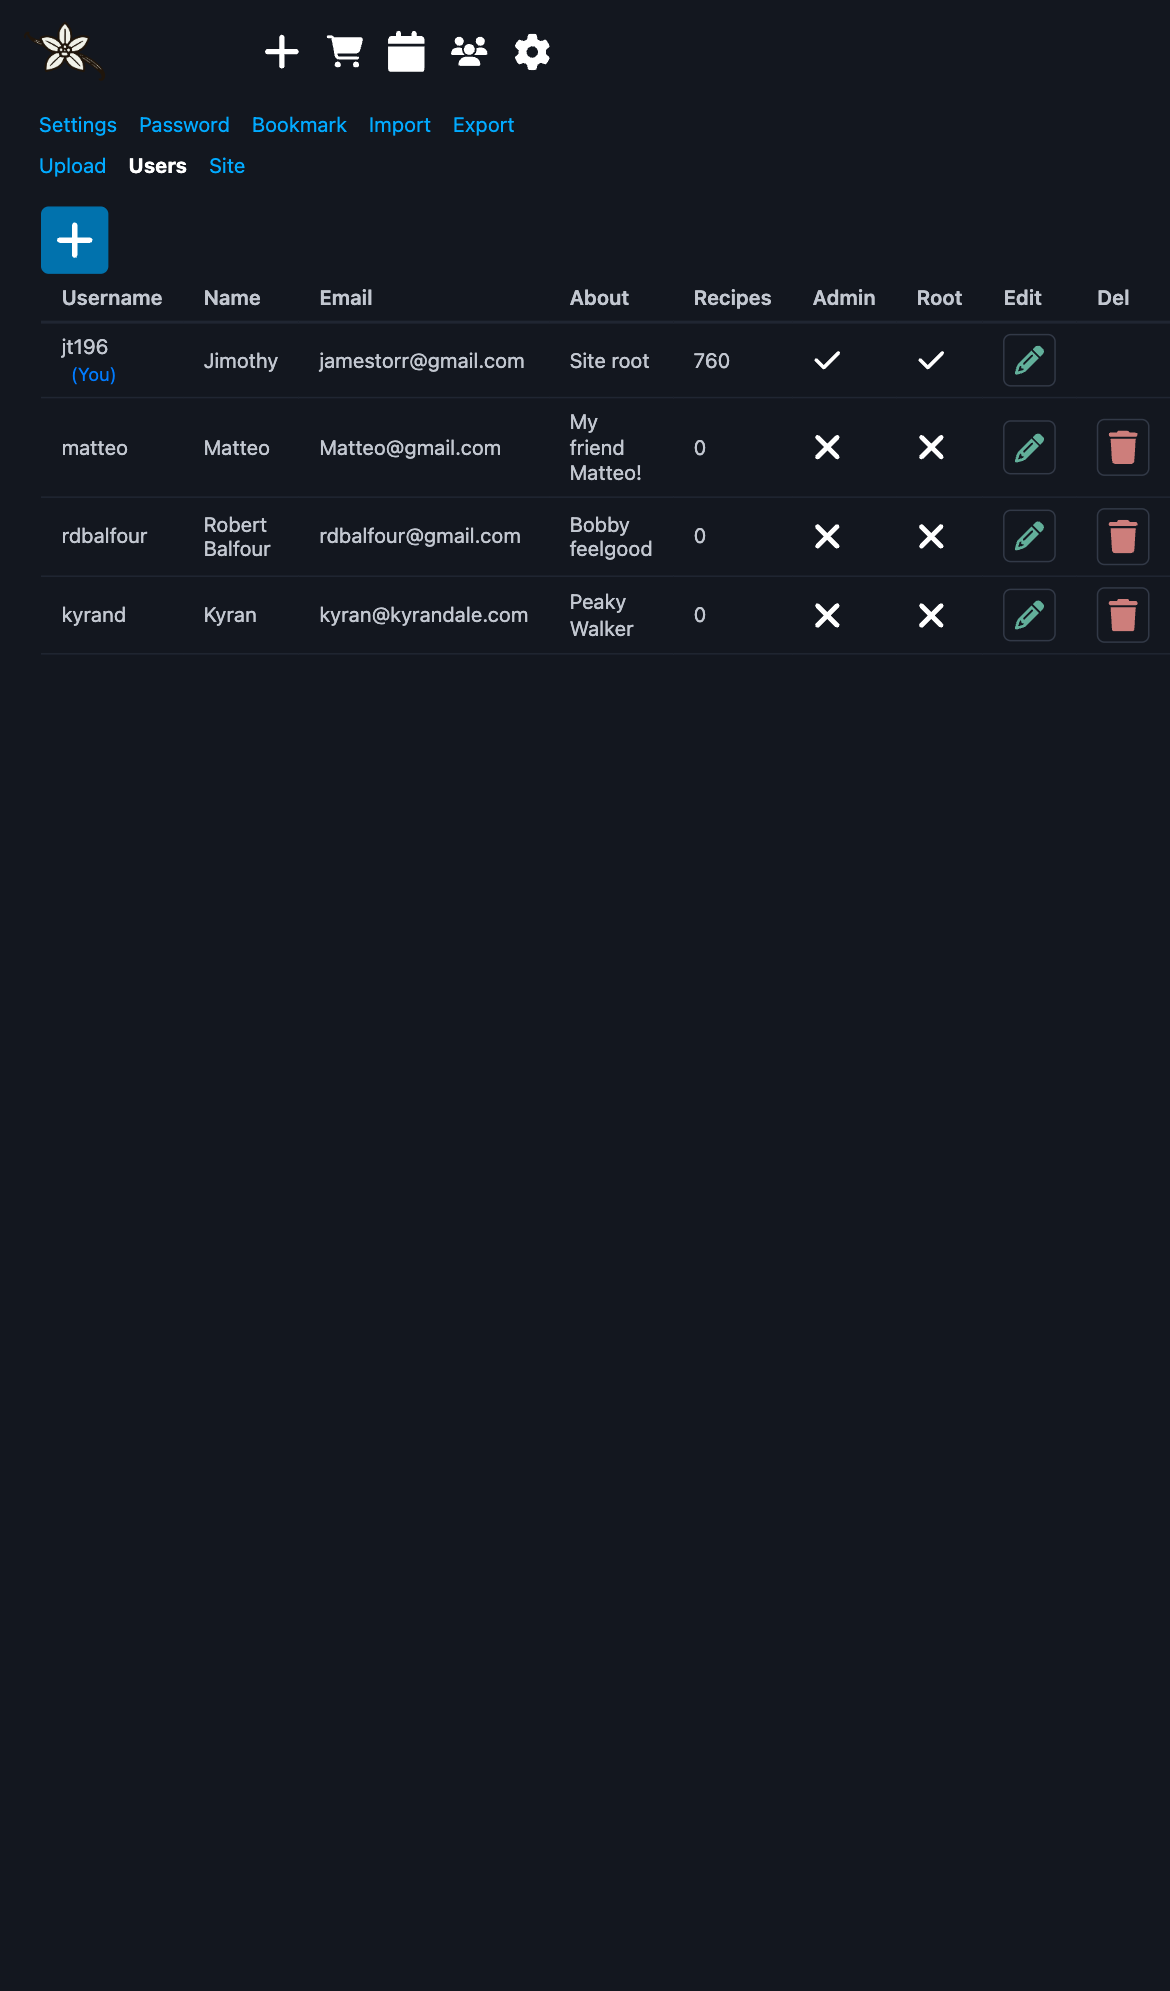 Settings Password Bookmark Import Export
Upload Users Site
Username Name Email About Recipes Admin Root Edit Del
jt196
(You)
Jimothy jamestorr@gmail.com Site root 760
matteo Matteo Matteo@gmail.com
My
friend
Matteo!
0
rdbalfour
Robert
Balfour
rdbalfour@gmail.com
Bobby
feelgood
0
kyrand Kyran kyran@kyrandale.com
Peaky
Walker
0